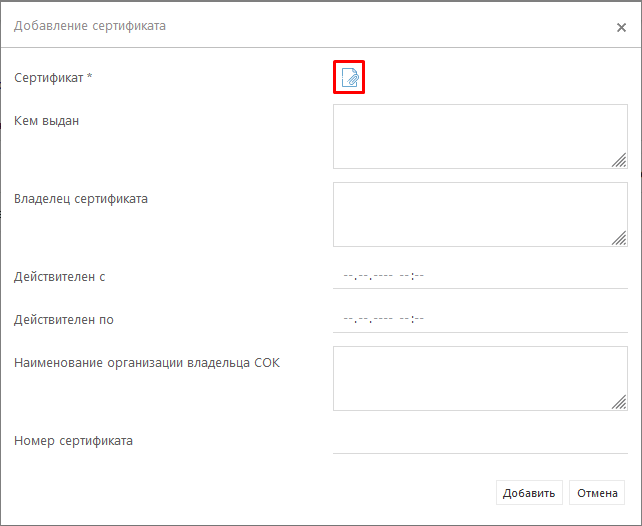 Добавление сертификата ×
Сертификат *
Кем выдан
Владелец сертификата
Действителен с --.--.---- --:--
Действителен по --.--.---- --:--
Наименование организации владельца СОК
Номер сертификата
Добавить Отмена